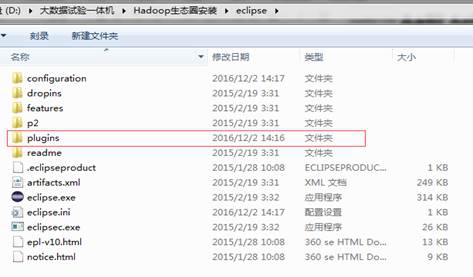 (D:) ▸ 大数据试验一体机 ▸ Hadoop生态圈安装 ▸ eclipse ▸
刻录 新建文件夹
名称 修改日期 类型 大小
configuration 2016/12/2 14:17 文件夹
dropins 2015/2/19 3:31 文件夹
features 2015/2/19 3:31 文件夹
p2 2015/2/19 3:31 文件夹
plugins 2016/12/2 14:16 文件夹
readme 2015/2/19 3:31 文件夹
.eclipseproduct 2015/1/28 10:08 ECLIPSEPRODUC... 1 KB
artifacts.xml 2015/2/19 3:31 XML 文档 249 KB
eclipse.exe 2015/2/19 3:32 应用程序 314 KB
eclipse.ini 2016/12/2 14:17 配置设置 1 KB
eclipsec.exe 2015/2/19 3:32 应用程序 26 KB
epl-v10.html 2015/1/28 10:08 360 se HTML Do... 13 KB
notice.html 2015/1/28 10:08 360 se HTML Do... 9 KB